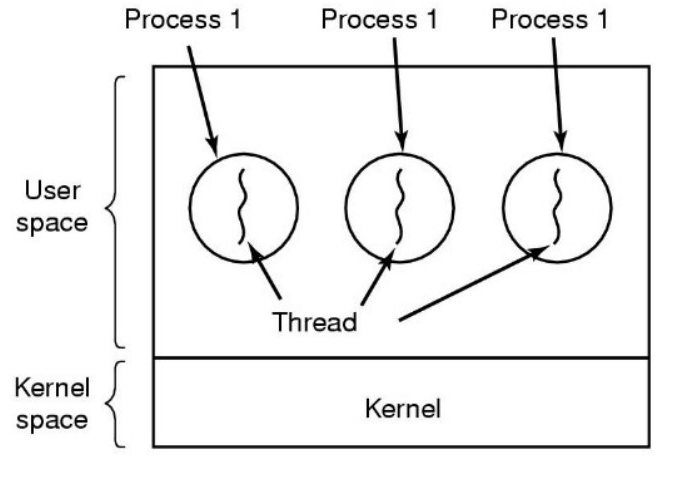 Process 1
Process 1
Process 1
User
space
Thread
Kernel
space
Kernel